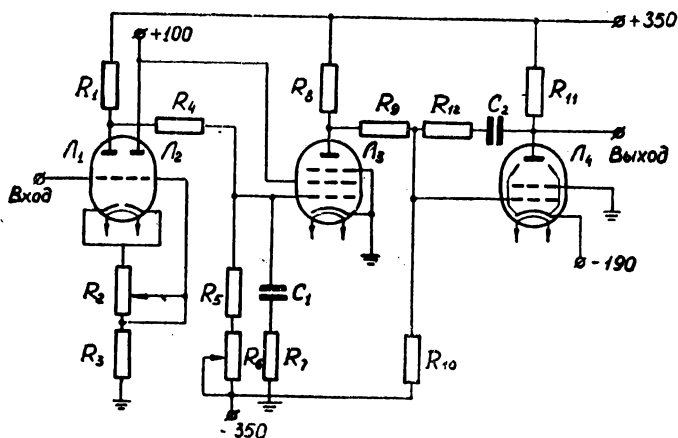 +350
+100
R1
R4
R8
R9
R12
C2
R11
Л1
Л2
Л3
Л4
Вход
Выход
-190
R2
R5
C1
R3
R6
R7
R10
-350